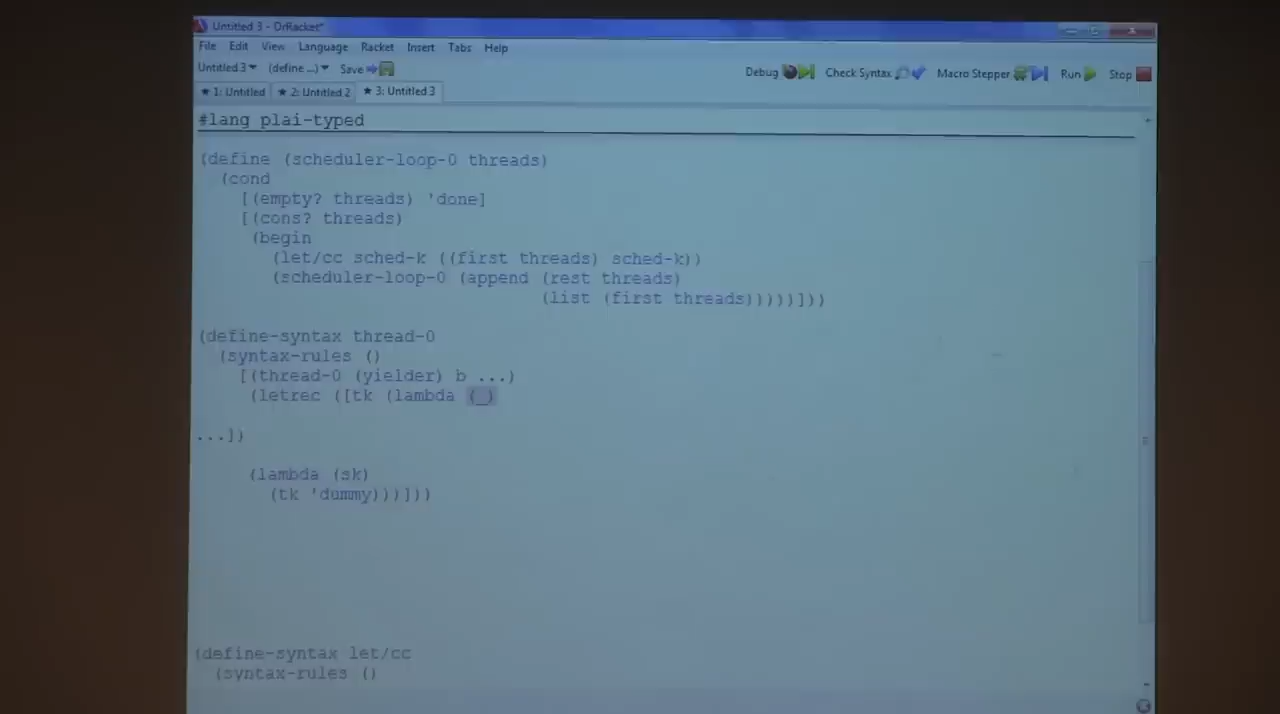 Untitled 3 - DrRacket*
File Edit View Language Racket Insert Tabs Help
Untitled 3 (define ...) Save Debug Check Syntax Macro Stepper Run Stop
1: Untitled 2: Untitled 2 3: Untitled 3
#lang plai-typed
(define (scheduler-loop-0 threads)
(cond
[(empty? threads) 'done]
[(cons? threads)
(begin
(let/cc sched-k ((first threads) sched-k))
(scheduler-loop-0 (append (rest threads)
(list (first threads)))))]))
(define-syntax thread-0
(syntax-rules ()
[(thread-0 (yielder) b ...)
(letrec ([tk (lambda (_)
...])
(lambda (sk)
(tk 'dummy)))]))
(define-syntax let/cc
(syntax-rules ()